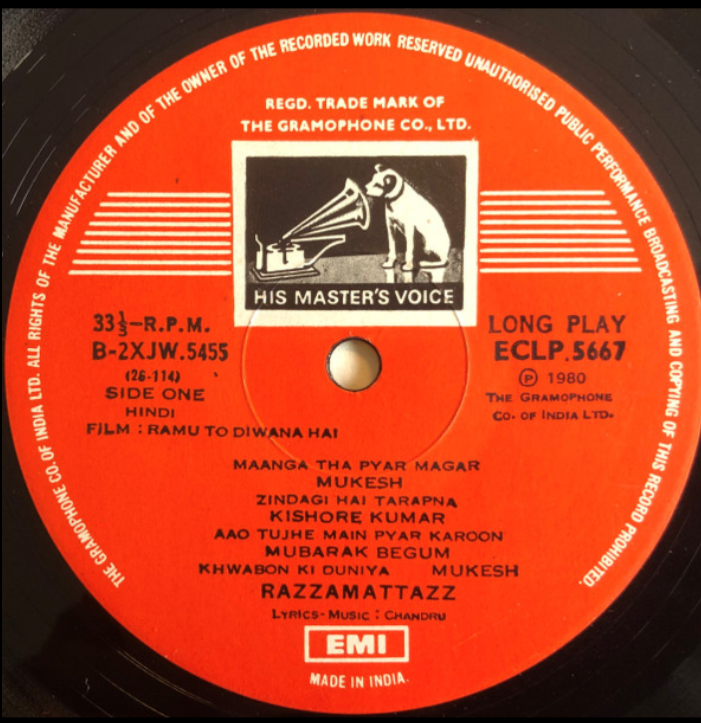 THE GRAMOPHONE CO. OF INDIA LTD. ALL RIGHTS OF THE MANUFACTURER AND OF THE OWNER OF THE RECORDED WORK RESERVED UNAUTHORISED PUBLIC PERFORMANCE BROADCASTING AND COPYING OF THIS RECORD PROHIBITED.
REGD. TRADE MARK OF
THE GRAMOPHONE CO., LTD.
HIS MASTER'S VOICE
33⅓–R.P.M.
B-2XJW.5455
(26-114)
SIDE ONE
HINDI
FILM : RAMU TO DIWANA HAI
LONG PLAY
ECLP.5667
℗ 1980
THE GRAMOPHONE
CO. OF INDIA LTD.
MAANGA THA PYAR MAGAR
MUKESH
ZINDAGI HAI TARAPNA
KISHORE KUMAR
AAO TUJHE MAIN PYAR KAROON
MUBARAK BEGUM
KHWABON KI DUNIYA MUKESH
RAZZAMATTAZZ
LYRICS-MUSIC : CHANDRU
EMI
MADE IN INDIA.